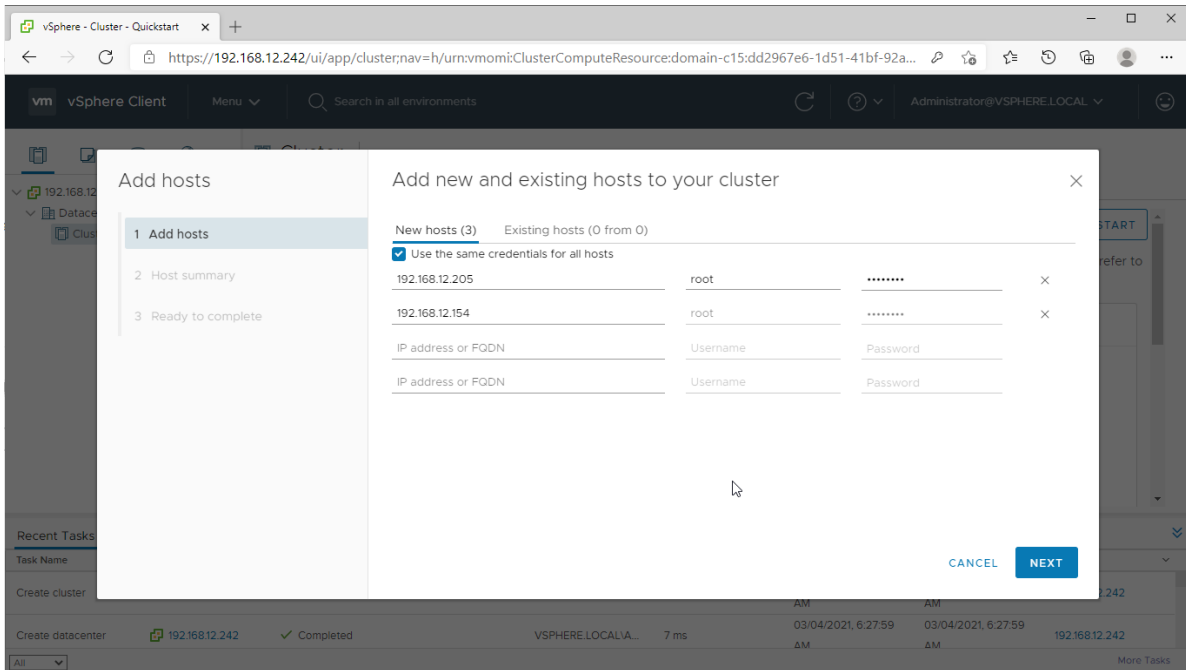 vSphere - Cluster - Quickstart
https://192.168.12.242/ui/app/cluster;nav=h/urn:vmomi:ClusterComputeResource:domain-c15:dd2967e6-1d51-41bf-92a...
vm vSphere Client Menu Search in all environments Administrator@VSPHERE.LOCAL
Add hosts
1 Add hosts
2 Host summary
3 Ready to complete
Add new and existing hosts to your cluster
New hosts (3) Existing hosts (0 from 0)
Use the same credentials for all hosts
192.168.12.205 root ••••••••
192.168.12.154 root ••••••••
IP address or FQDN Username Password
IP address or FQDN Username Password
CANCEL NEXT
192.168.12
Datace
Clus
START
refer to
Recent Tasks
Task Name
Create cluster AM AM 2.242
Create datacenter 192.168.12.242 Completed VSPHERE.LOCAL\A... 7 ms 03/04/2021, 6:27:59 AM 03/04/2021, 6:27:59 AM 192.168.12.242
All More Tasks